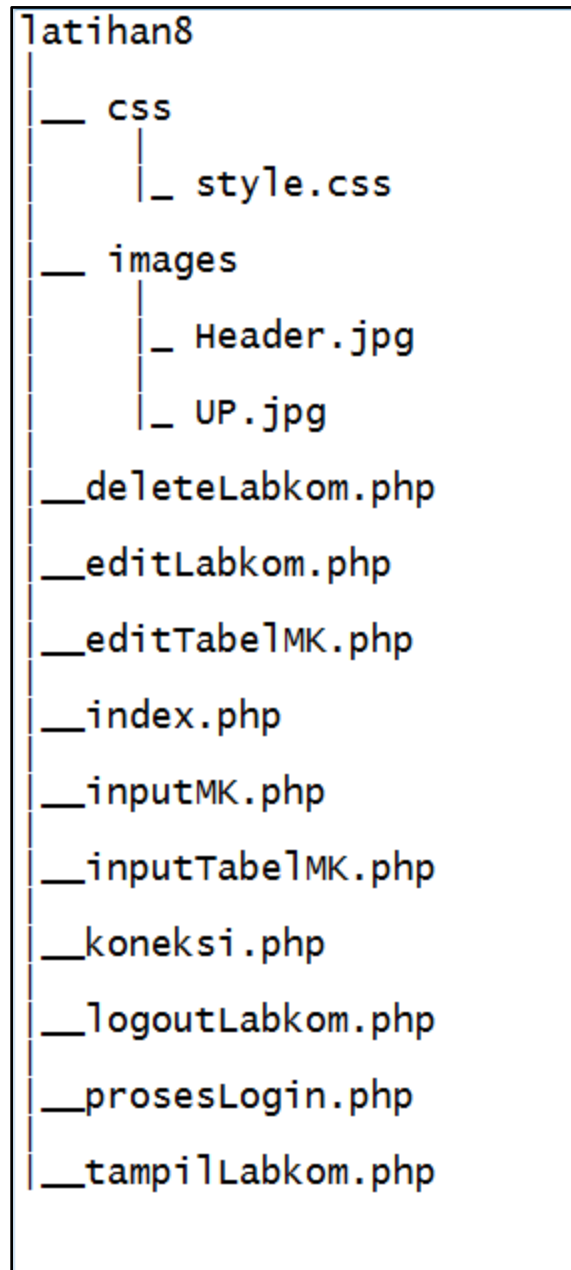 latihan8
|
|__ css
|    |
|    |_ style.css
|
|__ images
|    |
|    |_ Header.jpg
|    |
|    |_ UP.jpg
|
|__deleteLabkom.php
|
|__editLabkom.php
|
|__editTabelMK.php
|
|__index.php
|
|__inputMK.php
|
|__inputTabelMK.php
|
|__koneksi.php
|
|__logoutLabkom.php
|
|__prosesLogin.php
|
|__tampilLabkom.php